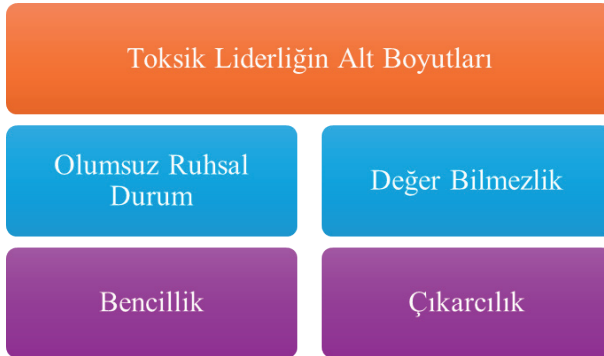 Toksik Liderliğin Alt Boyutları
Olumsuz Ruhsal
Durum
Değer Bilmezlik
Bencillik
Çıkarcılık